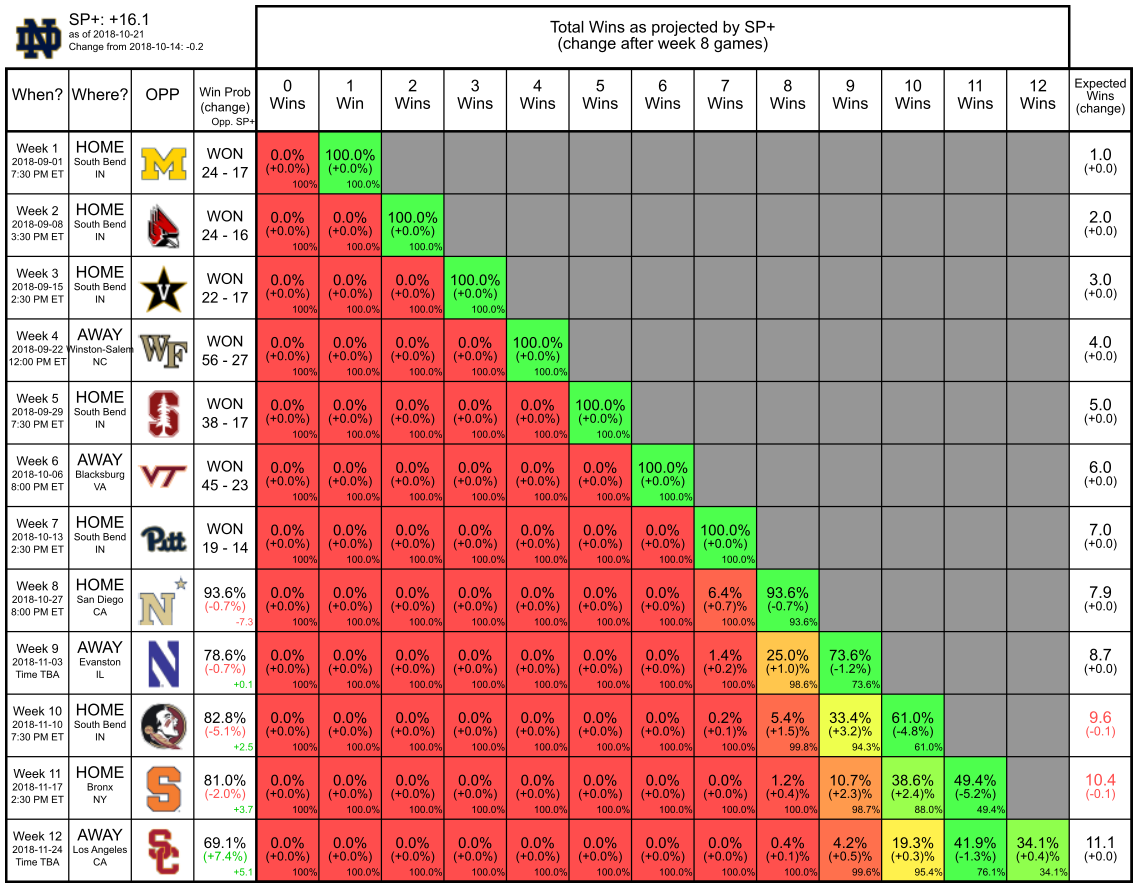 ND
SP+: +16.1
as of 2018-10-21
Change from 2018-10-14: -0.2
Total Wins as projected by SP+
(change after week 8 games)
When? Where? OPP Win Prob (change) Opp. SP+ 0 Wins 1 Win 2 Wins 3 Wins 4 Wins 5 Wins 6 Wins 7 Wins 8 Wins 9 Wins 10 Wins 11 Wins 12 Wins Expected Wins (change)
Week 1 HOME M WON 0.0% 100.0% 1.0
2018-09-01 South Bend 24 - 17 (+0.0%) (+0.0%) (+0.0)
7:30 PM ET IN 100% 100.0%
Week 2 HOME WON 0.0% 0.0% 100.0% 2.0
2018-09-08 South Bend 24 - 16 (+0.0%) (+0.0%) (+0.0%) (+0.0)
3:30 PM ET IN 100% 100.0% 100.0%
Week 3 HOME V WON 0.0% 0.0% 0.0% 100.0% 3.0
2018-09-15 South Bend 22 - 17 (+0.0%) (+0.0%) (+0.0%) (+0.0%) (+0.0)
2:30 PM ET IN 100% 100.0% 100.0% 100.0%
Week 4 AWAY WF WON 0.0% 0.0% 0.0% 0.0% 100.0% 4.0
2018-09-22 Winston-Salem 56 - 27 (+0.0%) (+0.0%) (+0.0%) (+0.0%) (+0.0%) (+0.0)
12:00 PM ET NC 100% 100.0% 100.0% 100.0% 100.0%
Week 5 HOME S WON 0.0% 0.0% 0.0% 0.0% 0.0% 100.0% 5.0
2018-09-29 South Bend 38 - 17 (+0.0%) (+0.0%) (+0.0%) (+0.0%) (+0.0%) (+0.0%) (+0.0)
7:30 PM ET IN 100% 100.0% 100.0% 100.0% 100.0% 100.0%
Week 6 AWAY VT WON 0.0% 0.0% 0.0% 0.0% 0.0% 0.0% 100.0% 6.0
2018-10-06 Blacksburg 45 - 23 (+0.0%) (+0.0%) (+0.0%) (+0.0%) (+0.0%) (+0.0%) (+0.0%) (+0.0)
8:00 PM ET VA 100% 100.0% 100.0% 100.0% 100.0% 100.0% 100.0%
Week 7 HOME Pitt WON 0.0% 0.0% 0.0% 0.0% 0.0% 0.0% 0.0% 100.0% 7.0
2018-10-13 South Bend 19 - 14 (+0.0%) (+0.0%) (+0.0%) (+0.0%) (+0.0%) (+0.0%) (+0.0%) (+0.0%) (+0.0)
2:30 PM ET IN 100% 100.0% 100.0% 100.0% 100.0% 100.0% 100.0% 100.0%
Week 8 HOME N 93.6% 0.0% 0.0% 0.0% 0.0% 0.0% 0.0% 0.0% 6.4% 93.6% 7.9
2018-10-27 San Diego (-0.7%) (+0.0%) (+0.0%) (+0.0%) (+0.0%) (+0.0%) (+0.0%) (+0.0%) (+0.7)% (-0.7%) (+0.0)
8:00 PM ET CA -7.3 100% 100.0% 100.0% 100.0% 100.0% 100.0% 100.0% 100.0% 93.6%
Week 9 AWAY N 78.6% 0.0% 0.0% 0.0% 0.0% 0.0% 0.0% 0.0% 1.4% 25.0% 73.6% 8.7
2018-11-03 Evanston (-0.7%) (+0.0%) (+0.0%) (+0.0%) (+0.0%) (+0.0%) (+0.0%) (+0.0%) (+0.2)% (+1.0)% (-1.2%) (+0.0)
Time TBA IL +0.1 100% 100.0% 100.0% 100.0% 100.0% 100.0% 100.0% 100.0% 98.6% 73.6%
Week 10 HOME 82.8% 0.0% 0.0% 0.0% 0.0% 0.0% 0.0% 0.0% 0.2% 5.4% 33.4% 61.0% 9.6
2018-11-10 South Bend (-5.1%) (+0.0%) (+0.0%) (+0.0%) (+0.0%) (+0.0%) (+0.0%) (+0.0%) (+0.1)% (+1.5)% (+3.2)% (-4.8%) (-0.1)
7:30 PM ET IN +2.5 100% 100.0% 100.0% 100.0% 100.0% 100.0% 100.0% 100.0% 99.8% 94.3% 61.0%
Week 11 HOME S 81.0% 0.0% 0.0% 0.0% 0.0% 0.0% 0.0% 0.0% 0.0% 1.2% 10.7% 38.6% 49.4% 10.4
2018-11-17 Bronx (-2.0%) (+0.0%) (+0.0%) (+0.0%) (+0.0%) (+0.0%) (+0.0%) (+0.0%) (+0.0%) (+0.4)% (+2.3)% (+2.4)% (-5.2%) (-0.1)
2:30 PM ET NY +3.7 100% 100.0% 100.0% 100.0% 100.0% 100.0% 100.0% 100.0% 100.0% 98.7% 88.0% 49.4%
Week 12 AWAY SC 69.1% 0.0% 0.0% 0.0% 0.0% 0.0% 0.0% 0.0% 0.0% 0.4% 4.2% 19.3% 41.9% 34.1% 11.1
2018-11-24 Los Angeles (+7.4%) (+0.0%) (+0.0%) (+0.0%) (+0.0%) (+0.0%) (+0.0%) (+0.0%) (+0.0%) (+0.1)% (+0.5)% (+0.3)% (-1.3%) (+0.4)% (+0.0)
Time TBA CA +5.1 100% 100.0% 100.0% 100.0% 100.0% 100.0% 100.0% 100.0% 100.0% 99.6% 95.4% 76.1% 34.1%